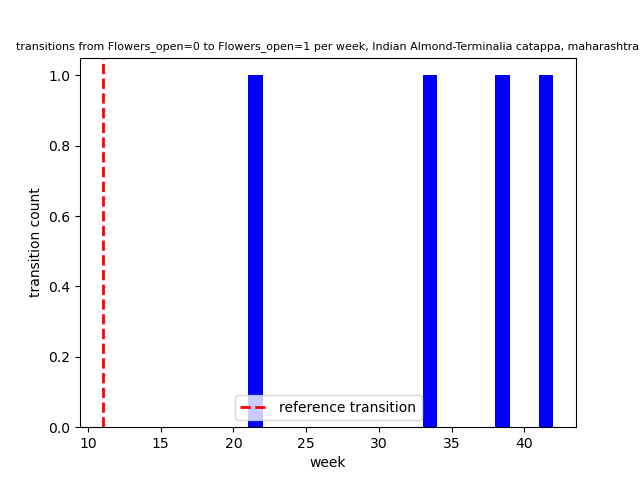 transitions from Flowers_open=0 to Flowers_open=1 per week, Indian Almond-Terminalia catappa, maharashtra
1.0
0.8
0.6
0.4
0.2
0.0
transition count
reference transition
10 15 20 25 30 35 40
week